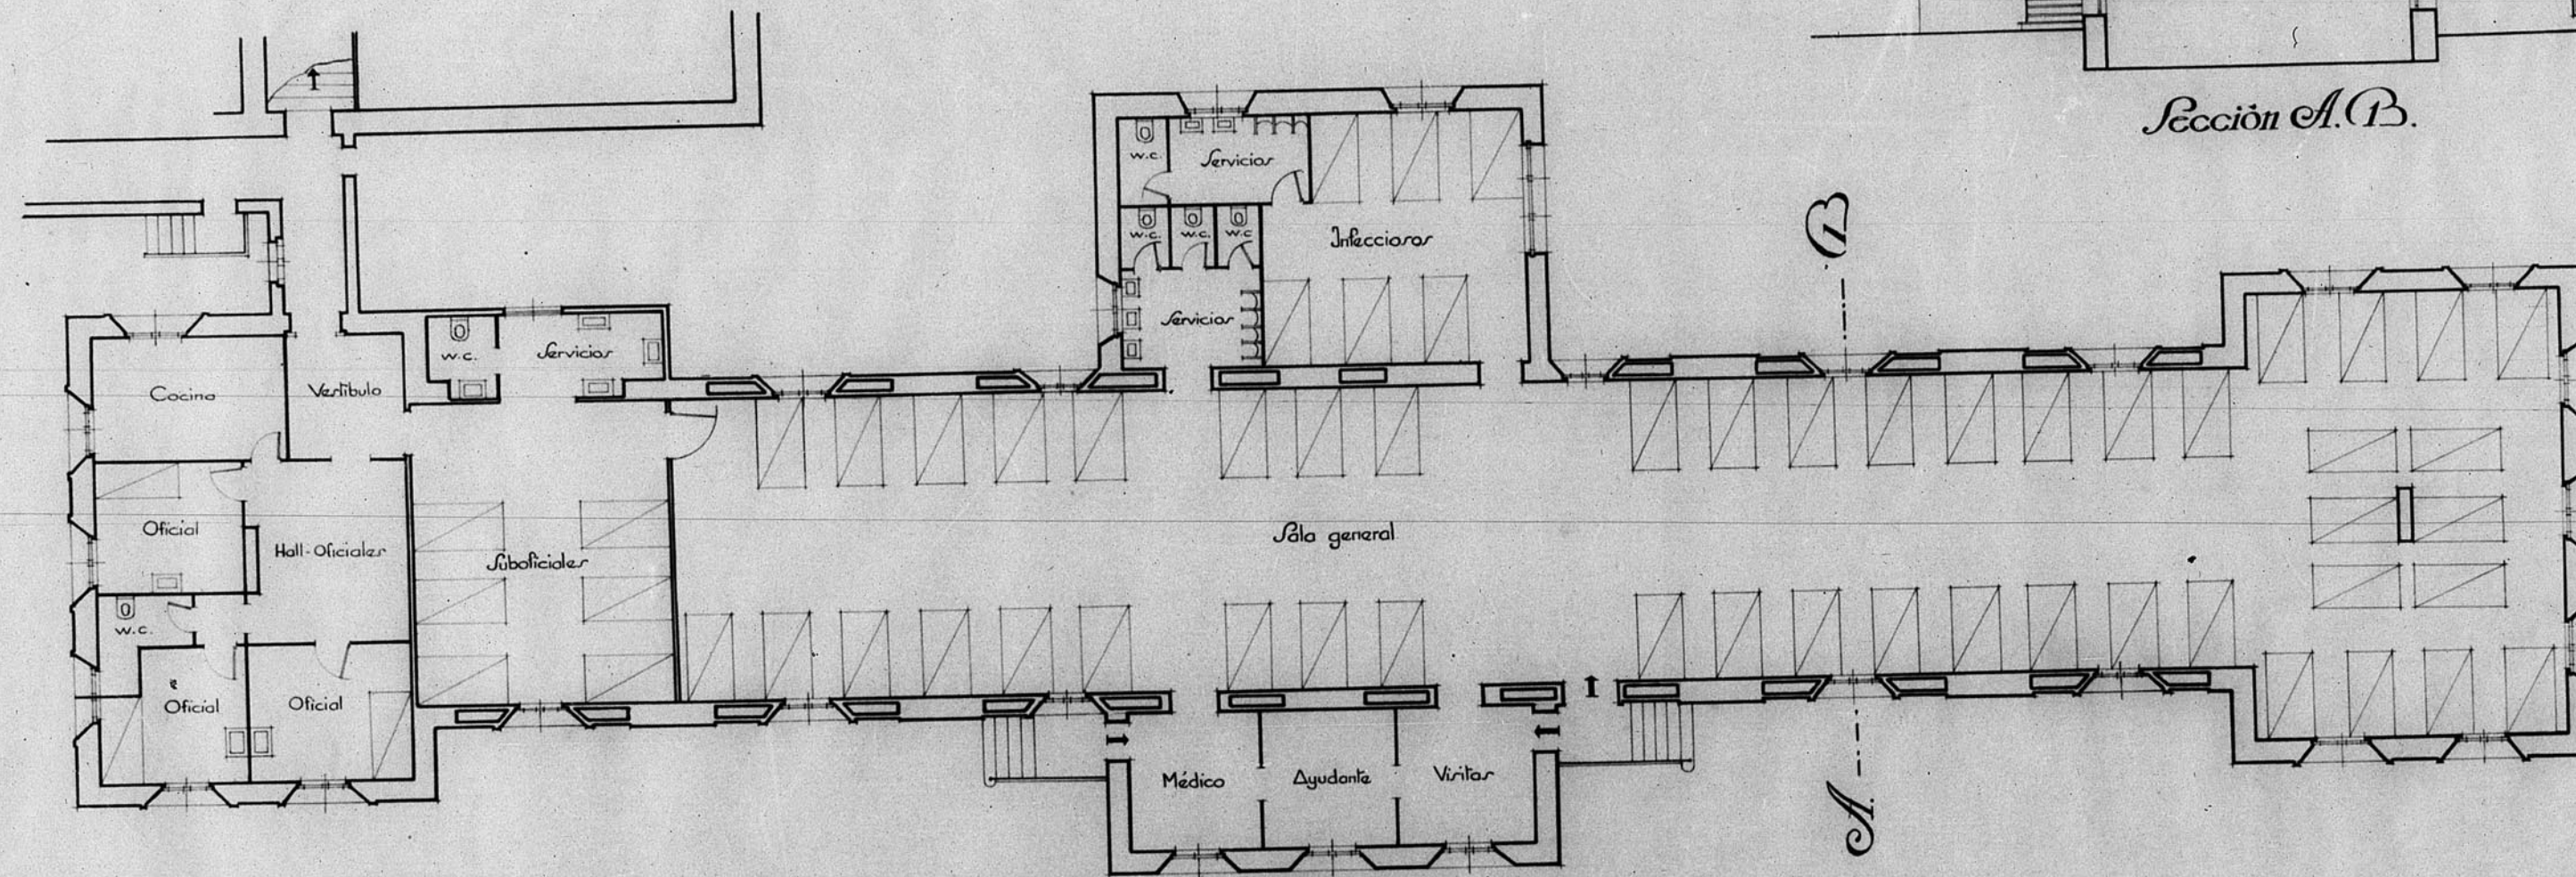 Sección A.B.
w.c.
Servicios
B
w.c.
w.c.
w.c
Infecciosos
Servicios
w.c.
Servicios
Cocina
Vestíbulo
Oficial
Hall-Oficiales
Suboficiales
Sala general
w.c.
Oficial
Oficial
Médico
Ayudante
Visitas
A.